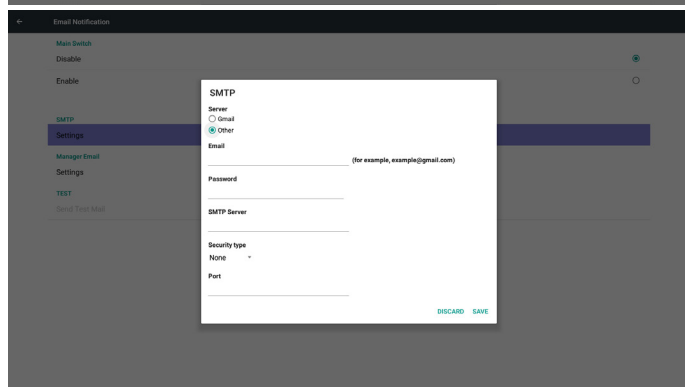 Email Notification
Main Switch
Disable
Enable
SMTP
Settings
Manager Email
Settings
TEST
Send Test Mail
SMTP
Server
Gmail
Other
Email
(for example, example@gmail.com)
Password
SMTP Server
Security type
None
Port
DISCARD SAVE